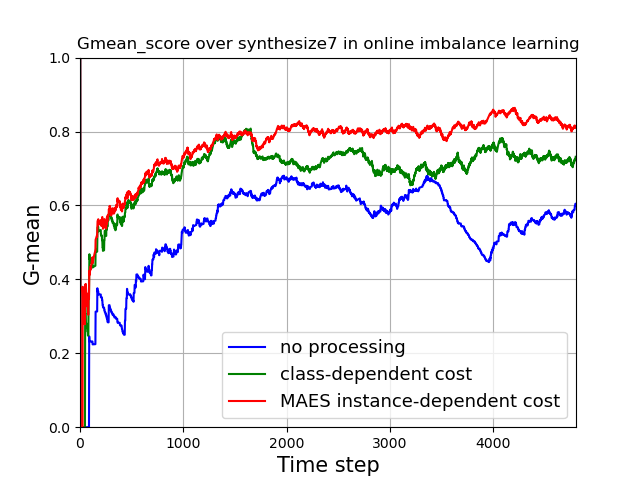 Gmean_score over synthesize7 in online imbalance learning
1.0
0.8
0.6
0.4
0.2
0.0
G-mean
no processing
class-dependent cost
MAES instance-dependent cost
0 1000 2000 3000 4000
Time step